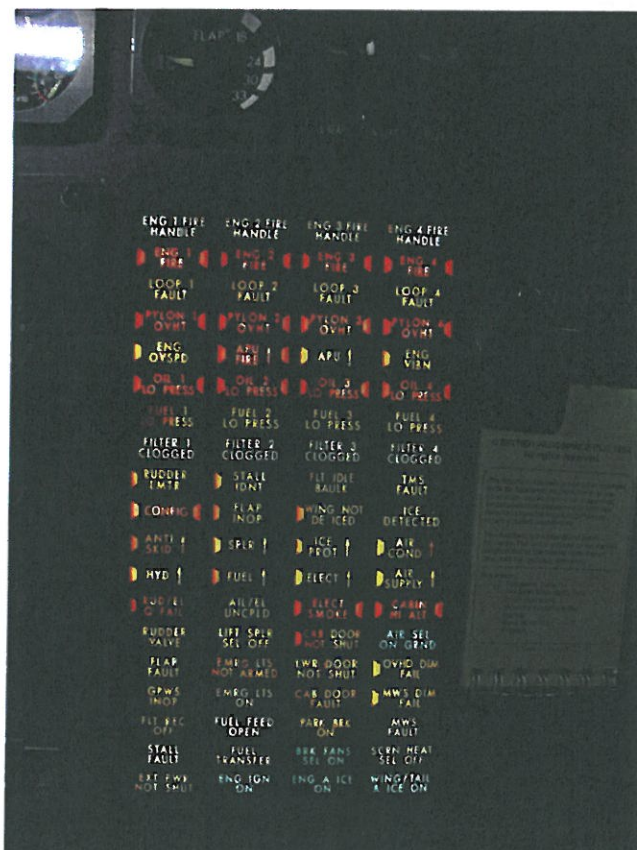 FLAP° 18
24
30
33
ENG 1 FIRE HANDLE
ENG 2 FIRE HANDLE
ENG 3 FIRE HANDLE
ENG 4 FIRE HANDLE
ENG 1 FIRE
ENG 2 FIRE
ENG 3 FIRE
ENG 4 FIRE
LOOP 1 FAULT
LOOP 2 FAULT
LOOP 3 FAULT
LOOP 4 FAULT
PYLON 1 OVHT
PYLON 2 OVHT
PYLON 3 OVHT
PYLON 4 OVHT
ENG OVSPD
APU FIRE ↑
APU ↑
ENG VIBN
OIL 1 LO PRESS
OIL 2 LO PRESS
OIL 3 LO PRESS
OIL 4 LO PRESS
FUEL 1 LO PRESS
FUEL 2 LO PRESS
FUEL 3 LO PRESS
FUEL 4 LO PRESS
FILTER 1 CLOGGED
FILTER 2 CLOGGED
FILTER 3 CLOGGED
FILTER 4 CLOGGED
RUDDER LMTR
STALL IDNT
FLT IDLE BAULK
TMS FAULT
CONFIG
FLAP INOP
WING NOT DE ICED
ICE DETECTED
ANTI SKID ↑
SPLR ↑
ICE PROT ↑
AIR COND ↑
HYD ↑
FUEL ↑
ELECT ↑
AIR SUPPLY ↑
RUD/EL Q FAIL
AIL/EL UNCPLD
ELECT SMOKE
CABIN HI ALT
RUDDER VALVE
LIFT SPLR SEL OFF
CAB DOOR NOT SHUT
AIR SEL ON GRND
FLAP FAULT
EMRG LTS NOT ARMED
LWR DOOR NOT SHUT
OVHD DIM FAIL
GPWS INOP
EMRG LTS ON
CAB DOOR FAULT
MWS DIM FAIL
FLT REC OFF
FUEL FEED OPEN
PARK BRK ON
MWS FAULT
STALL FAULT
FUEL TRANSFER
BRK FANS SEL ON
SCRN HEAT SEL OFF
EXT PWR NOT SHUT
ENG IGN ON
ENG A ICE ON
WING/TAIL A ICE ON